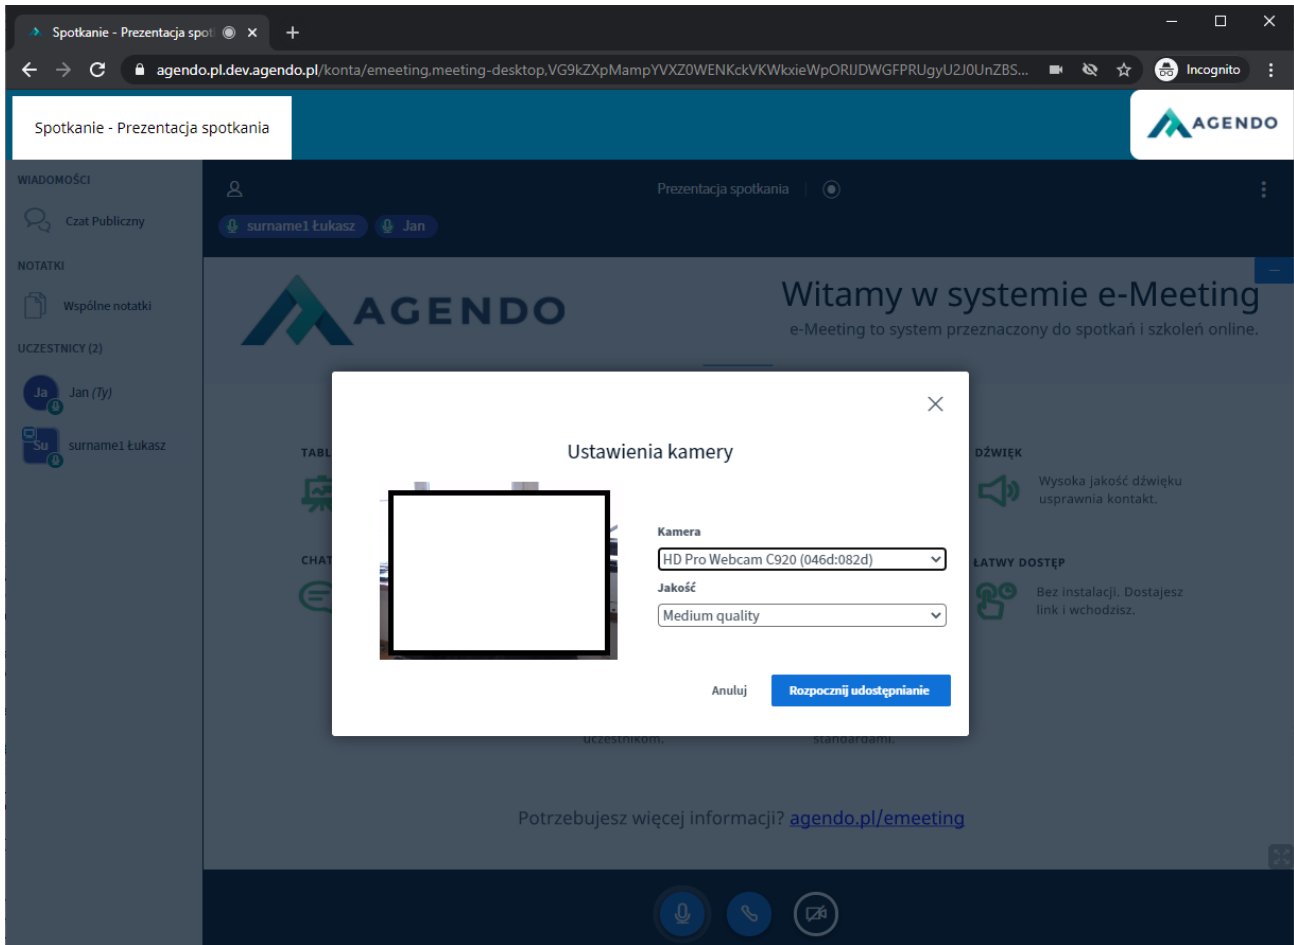 Spotkanie - Prezentacja spot
agendo.pl.dev.agendo.pl/konta/emeeting,meeting-desktop,VG9kZXpMampYVXZ0WENKckVKWkxieWpORlJDWGFPRUgyU2J0UnZBS...
Incognito
Spotkanie - Prezentacja spotkania
AGENDO
WIADOMOŚCI
Czat Publiczny
NOTATKI
Wspólne notatki
UCZESTNICY (2)
Ja
Jan (Ty)
Su
surname1 Łukasz
Prezentacja spotkania
surname1 Łukasz
Jan
AGENDO
Witamy w systemie e-Meeting
e-Meeting to system przeznaczony do spotkań i szkoleń online.
TABL
CHAT
DŹWIĘK
Wysoka jakość dźwięku
usprawnia kontakt.
ŁATWY DOSTĘP
Bez instalacji. Dostajesz
link i wchodzisz.
Ustawienia kamery
Kamera
HD Pro Webcam C920 (046d:082d)
Jakość
Medium quality
Anuluj
Rozpocznij udostępnianie
uczestnikom.
standardami.
Potrzebujesz więcej informacji? agendo.pl/emeeting